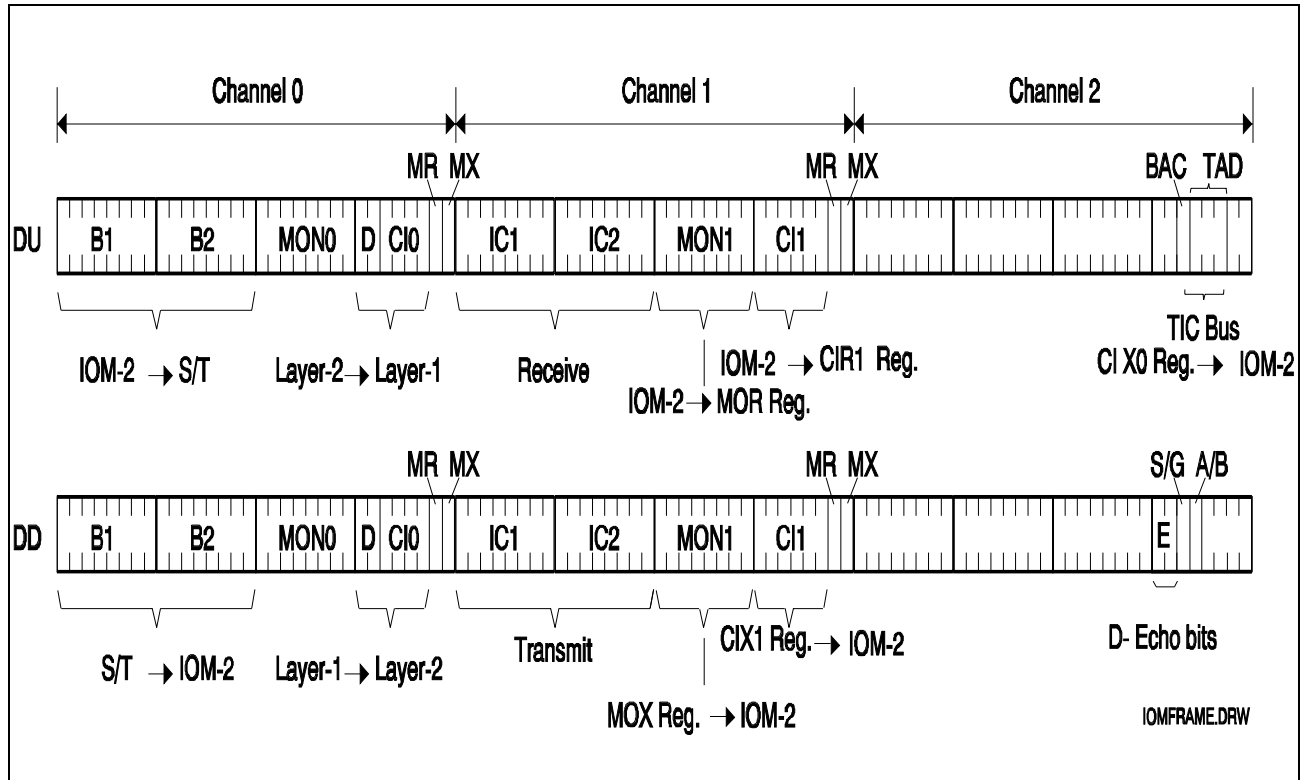 Channel 0 Channel 1 Channel 2
MR MX MR MX BAC TAD
DU B1 B2 MON0 D CI0 IC1 IC2 MON1 CI1
TIC Bus
IOM-2 → S/T Layer-2 → Layer-1 Receive IOM-2 → CIR1 Reg. CI X0 Reg. → IOM-2
IOM-2 → MOR Reg.
MR MX MR MX S/G A/B
DD B1 B2 MON0 D CI0 IC1 IC2 MON1 CI1 E
Transmit CIX1 Reg. → IOM-2 D- Echo bits
S/T → IOM-2 Layer-1 → Layer-2
MOX Reg. → IOM-2 IOMFRAME.DRW